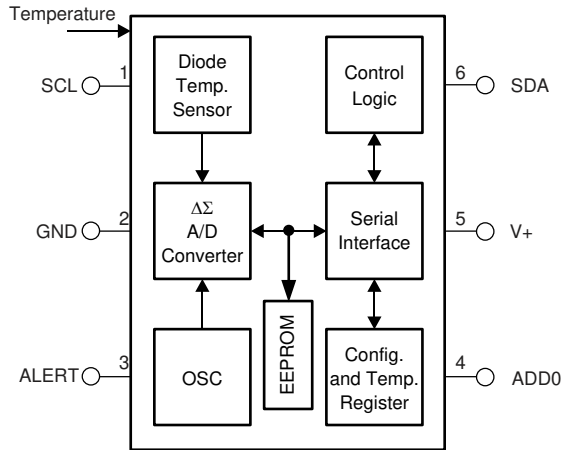 Temperature
SCL
1
Diode
Temp.
Sensor
Control
Logic
6
SDA
GND
2
ΔΣ
A/D
Converter
Serial
Interface
5
V+
ALERT
3
OSC
EEPROM
Config.
and Temp.
Register
4
ADD0